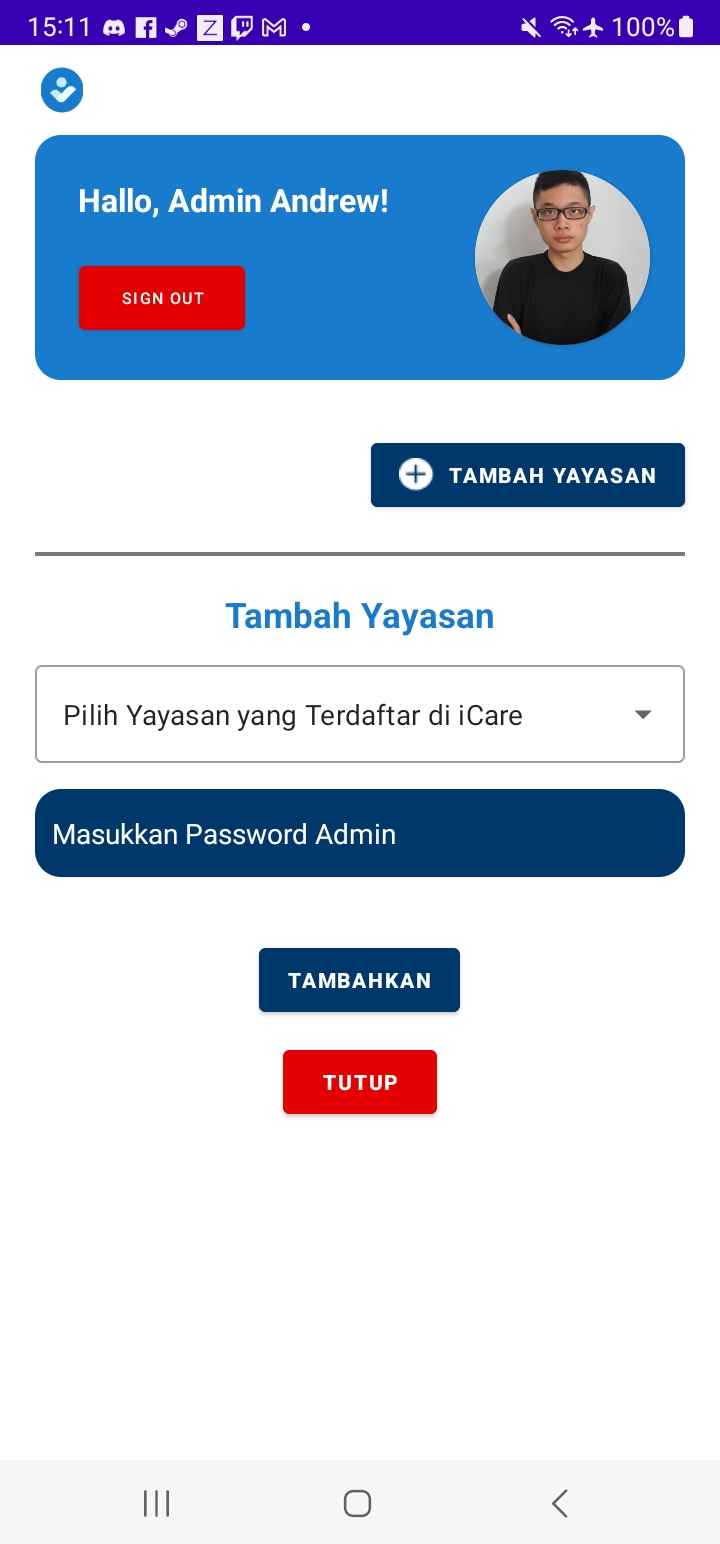 15:11
100%
Hallo, Admin Andrew!
SIGN OUT
TAMBAH YAYASAN
Tambah Yayasan
Pilih Yayasan yang Terdaftar di iCare
Masukkan Password Admin
TAMBAHKAN
TUTUP